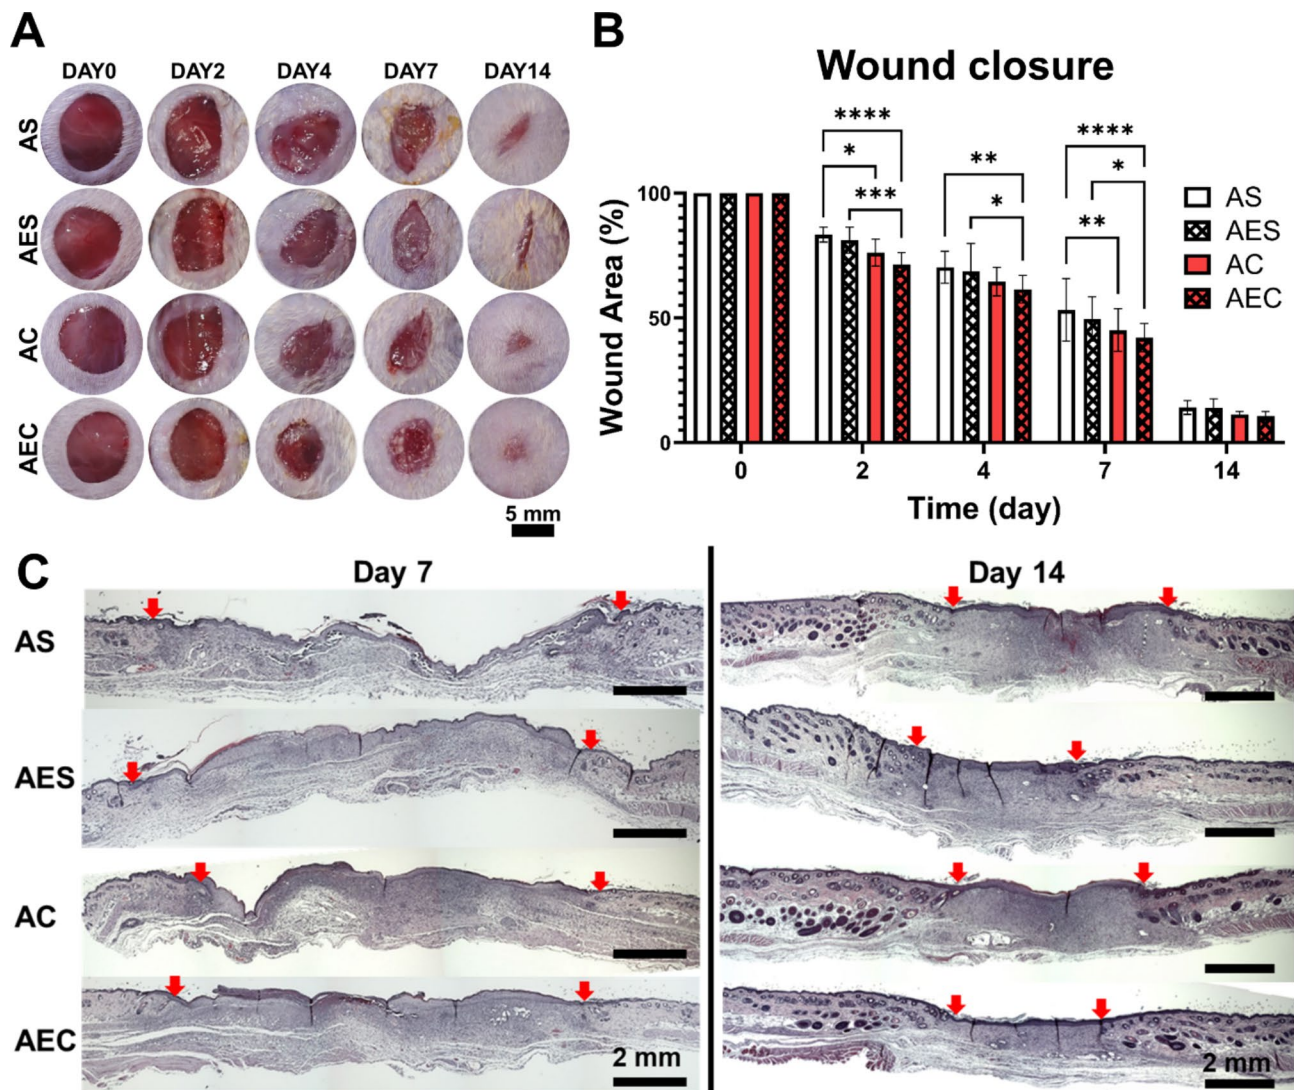 A
DAY0 DAY2 DAY4 DAY7 DAY14
AS
AES
AC
AEC
5 mm
B
Wound closure
**** ****
* ** *
*** * **
Wound Area (%)
100
50
0
0 2 4 7 14
Time (day)
AS
AES
AC
AEC
C
Day 7 Day 14
AS
AES
AC
AEC
2 mm 2 mm